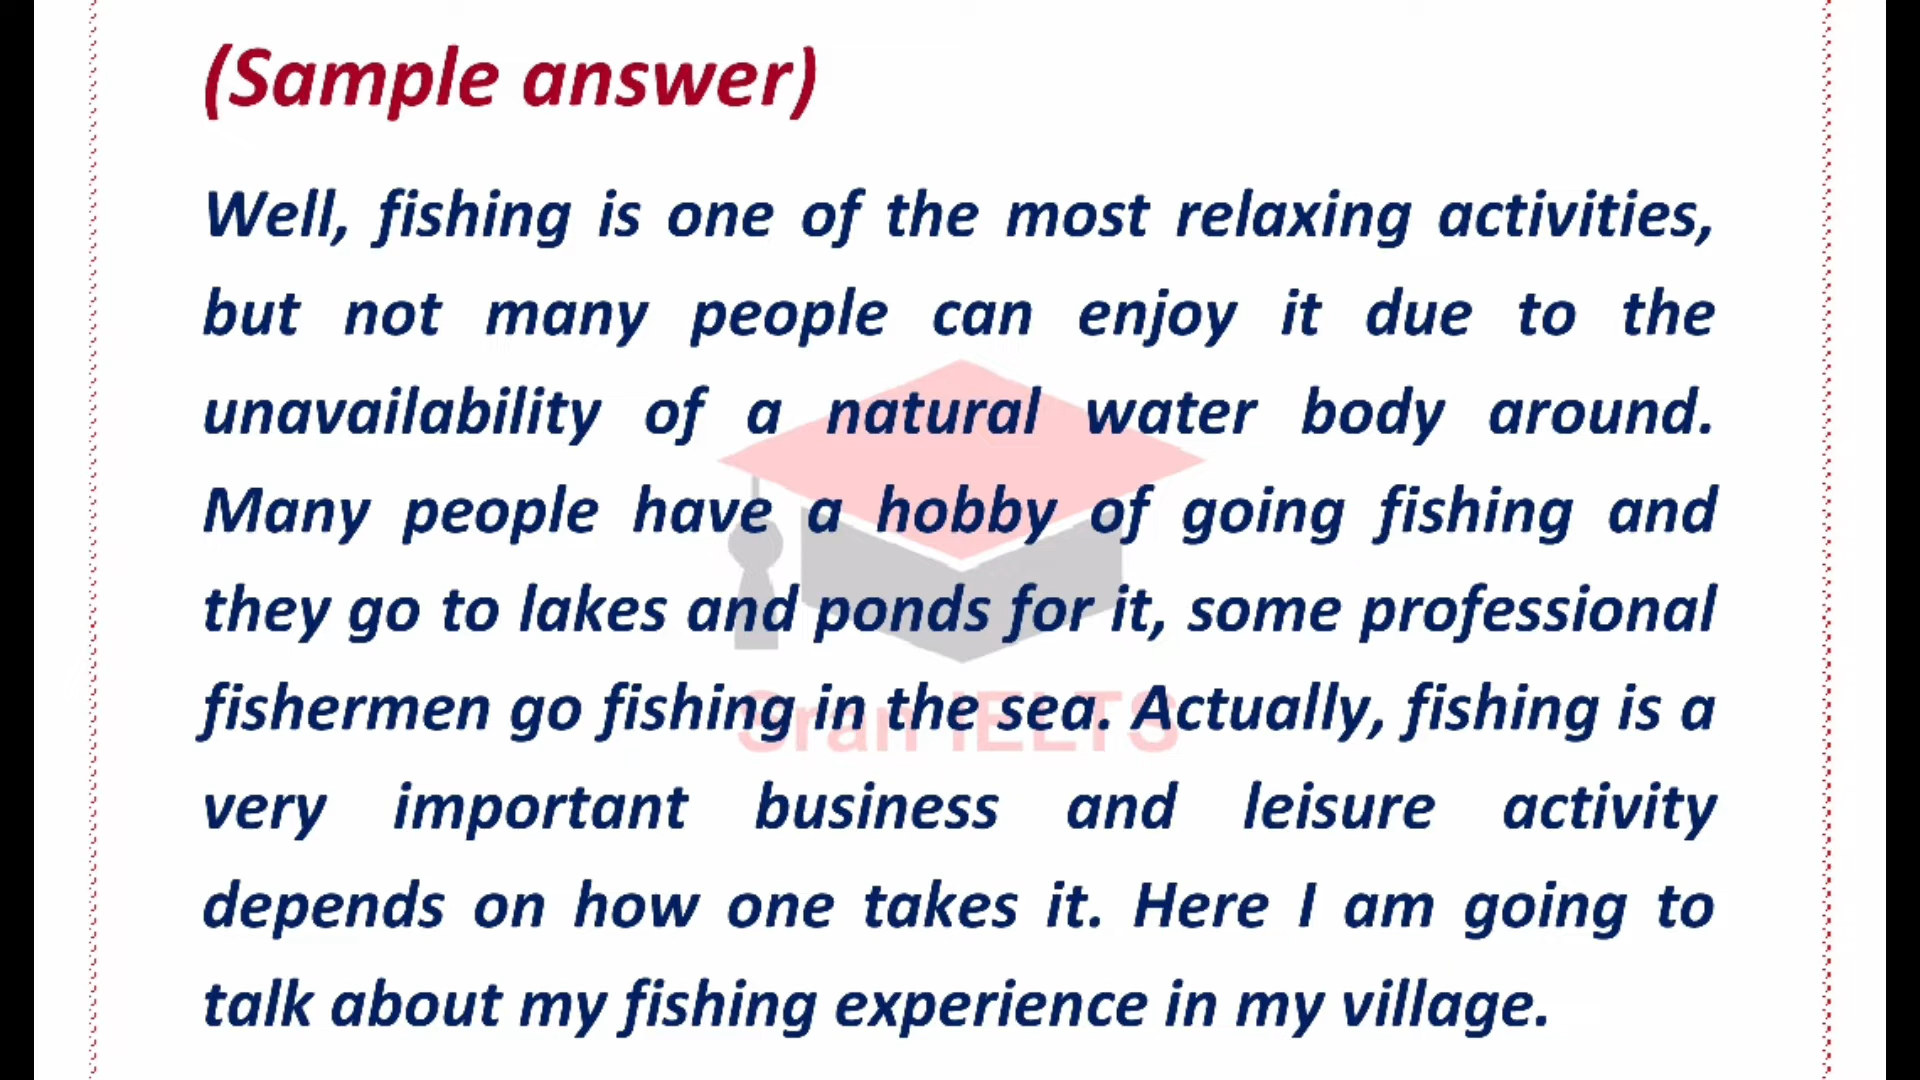 (Sample answer)
Well, fishing is one of the most relaxing activities,
but not many people can enjoy it due to the
unavailability of a natural water body around.
Many people have a hobby of going fishing and
they go to lakes and ponds for it, some professional
fishermen go fishing in the sea. Actually, fishing is a
very important business and leisure activity
depends on how one takes it. Here I am going to
talk about my fishing experience in my village.
Sran IELTS